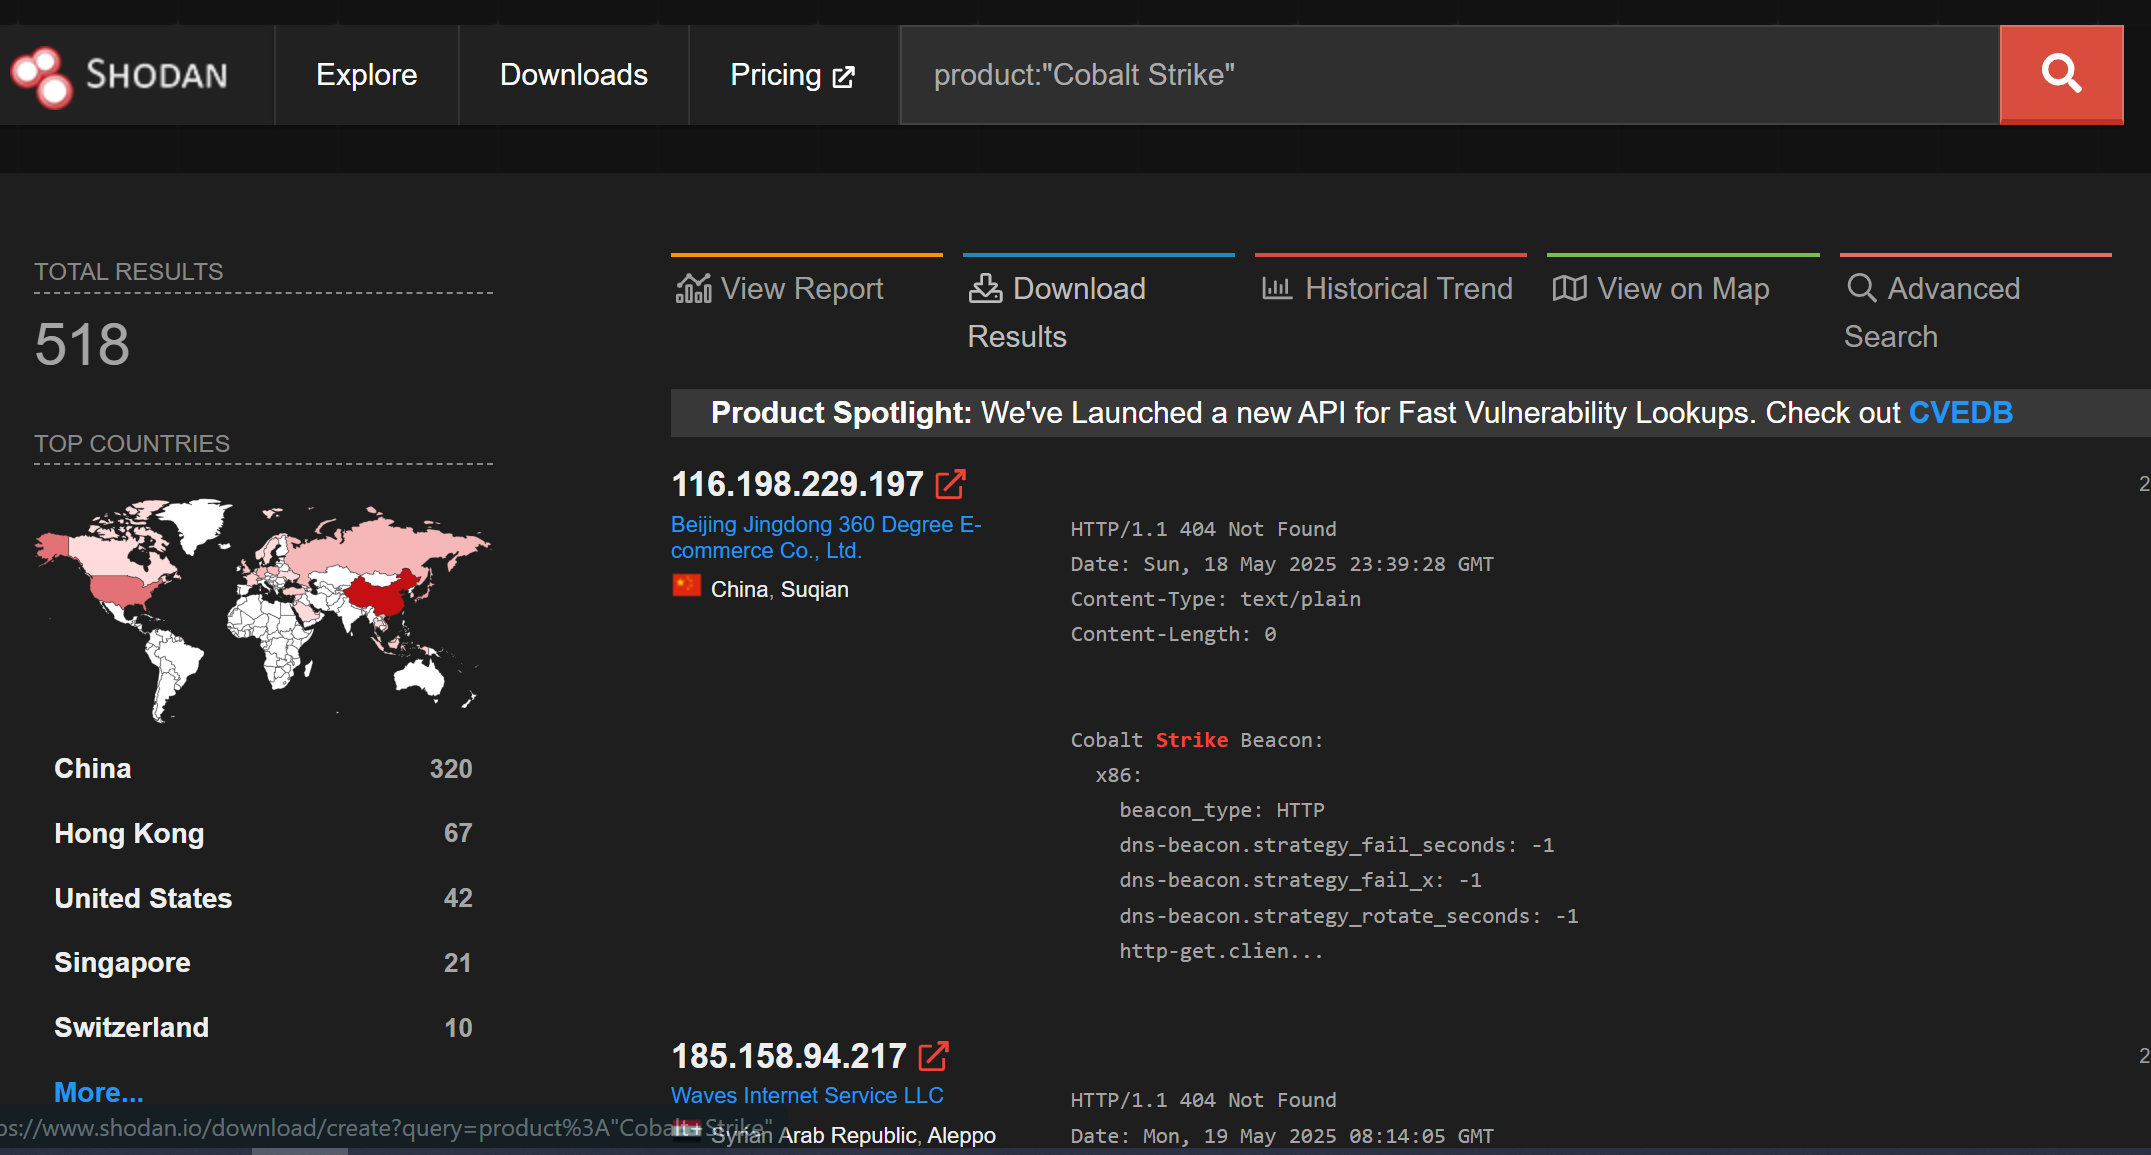 SHODAN
Explore
Downloads
Pricing
product:"Cobalt Strike"
TOTAL RESULTS
518
TOP COUNTRIES
China 320
Hong Kong 67
United States 42
Singapore 21
Switzerland 10
More...
View Report
Download
Results
Historical Trend
View on Map
Advanced
Search
Product Spotlight: We've Launched a new API for Fast Vulnerability Lookups. Check out CVEDB
116.198.229.197
2
Beijing Jingdong 360 Degree E-
commerce Co., Ltd.
China, Suqian
HTTP/1.1 404 Not Found
Date: Sun, 18 May 2025 23:39:28 GMT
Content-Type: text/plain
Content-Length: 0
Cobalt Strike Beacon:
x86:
beacon_type: HTTP
dns-beacon.strategy_fail_seconds: -1
dns-beacon.strategy_fail_x: -1
dns-beacon.strategy_rotate_seconds: -1
http-get.clien...
185.158.94.217
2
Waves Internet Service LLC
Syrian Arab Republic, Aleppo
HTTP/1.1 404 Not Found
Date: Mon, 19 May 2025 08:14:05 GMT
ps://www.shodan.io/download/create?query=product%3A"Cobalt+Strike"